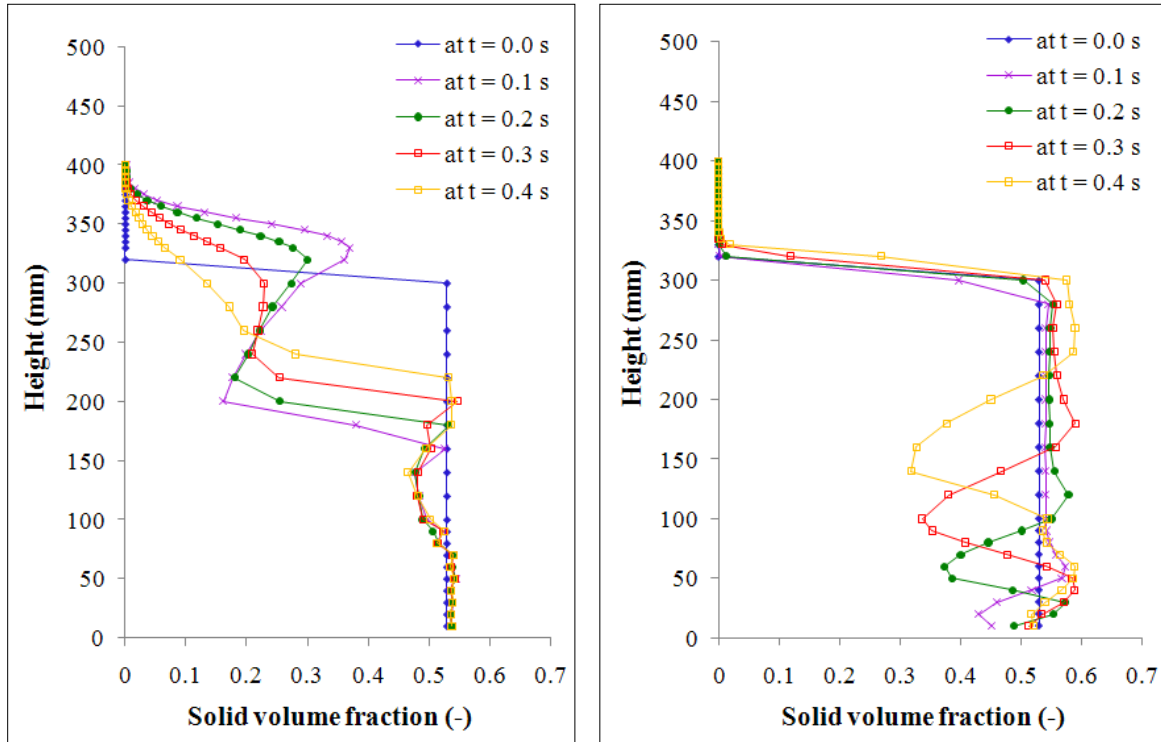 500
450
400
350
300
250
200
150
100
50
0
Height (mm)
at t = 0.0 s
at t = 0.1 s
at t = 0.2 s
at t = 0.3 s
at t = 0.4 s
0 0.1 0.2 0.3 0.4 0.5 0.6 0.7
Solid volume fraction (-)
500
450
400
350
300
250
200
150
100
50
0
Height (mm)
at t = 0.0 s
at t = 0.1 s
at t = 0.2 s
at t = 0.3 s
at t = 0.4 s
0 0.1 0.2 0.3 0.4 0.5 0.6 0.7
Solid volume fraction (-)